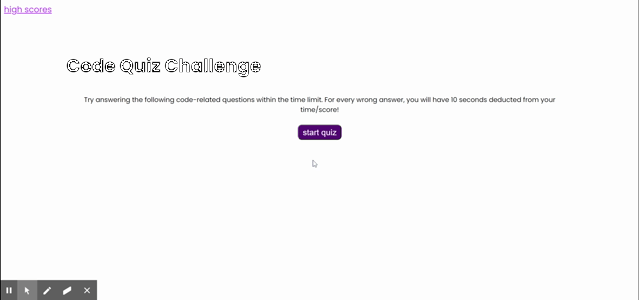 high scores
Code Quiz Challenge
Try answering the following code-related questions within the time limit. For every wrong answer, you will have 10 seconds deducted from your
time/score!
start quiz